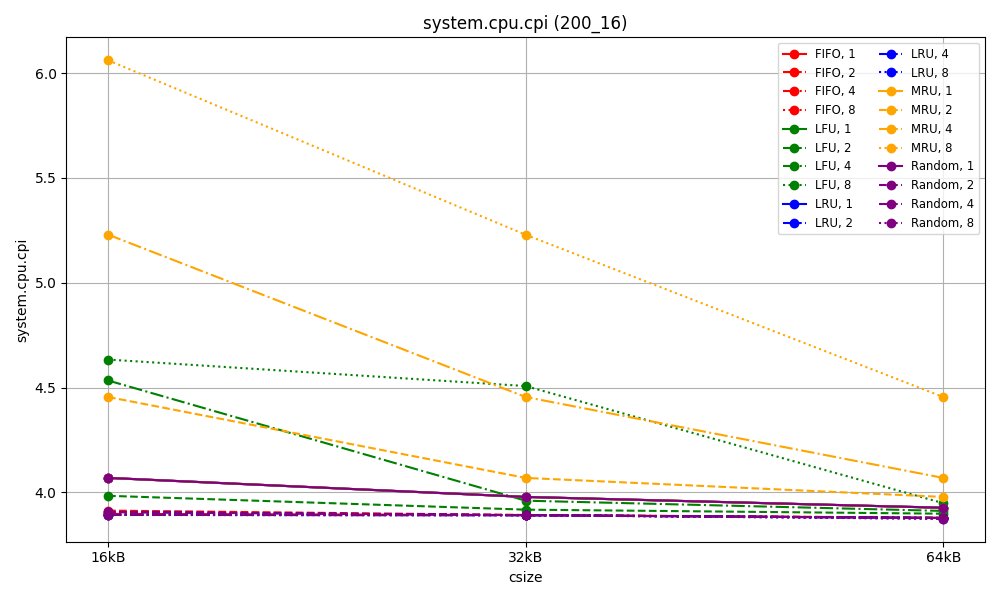 system.cpu.cpi (200_16)
system.cpu.cpi
6.0
5.5
5.0
4.5
4.0
16kB
32kB
64kB
csize
FIFO, 1
FIFO, 2
FIFO, 4
FIFO, 8
LFU, 1
LFU, 2
LFU, 4
LFU, 8
LRU, 1
LRU, 2
LRU, 4
LRU, 8
MRU, 1
MRU, 2
MRU, 4
MRU, 8
Random, 1
Random, 2
Random, 4
Random, 8